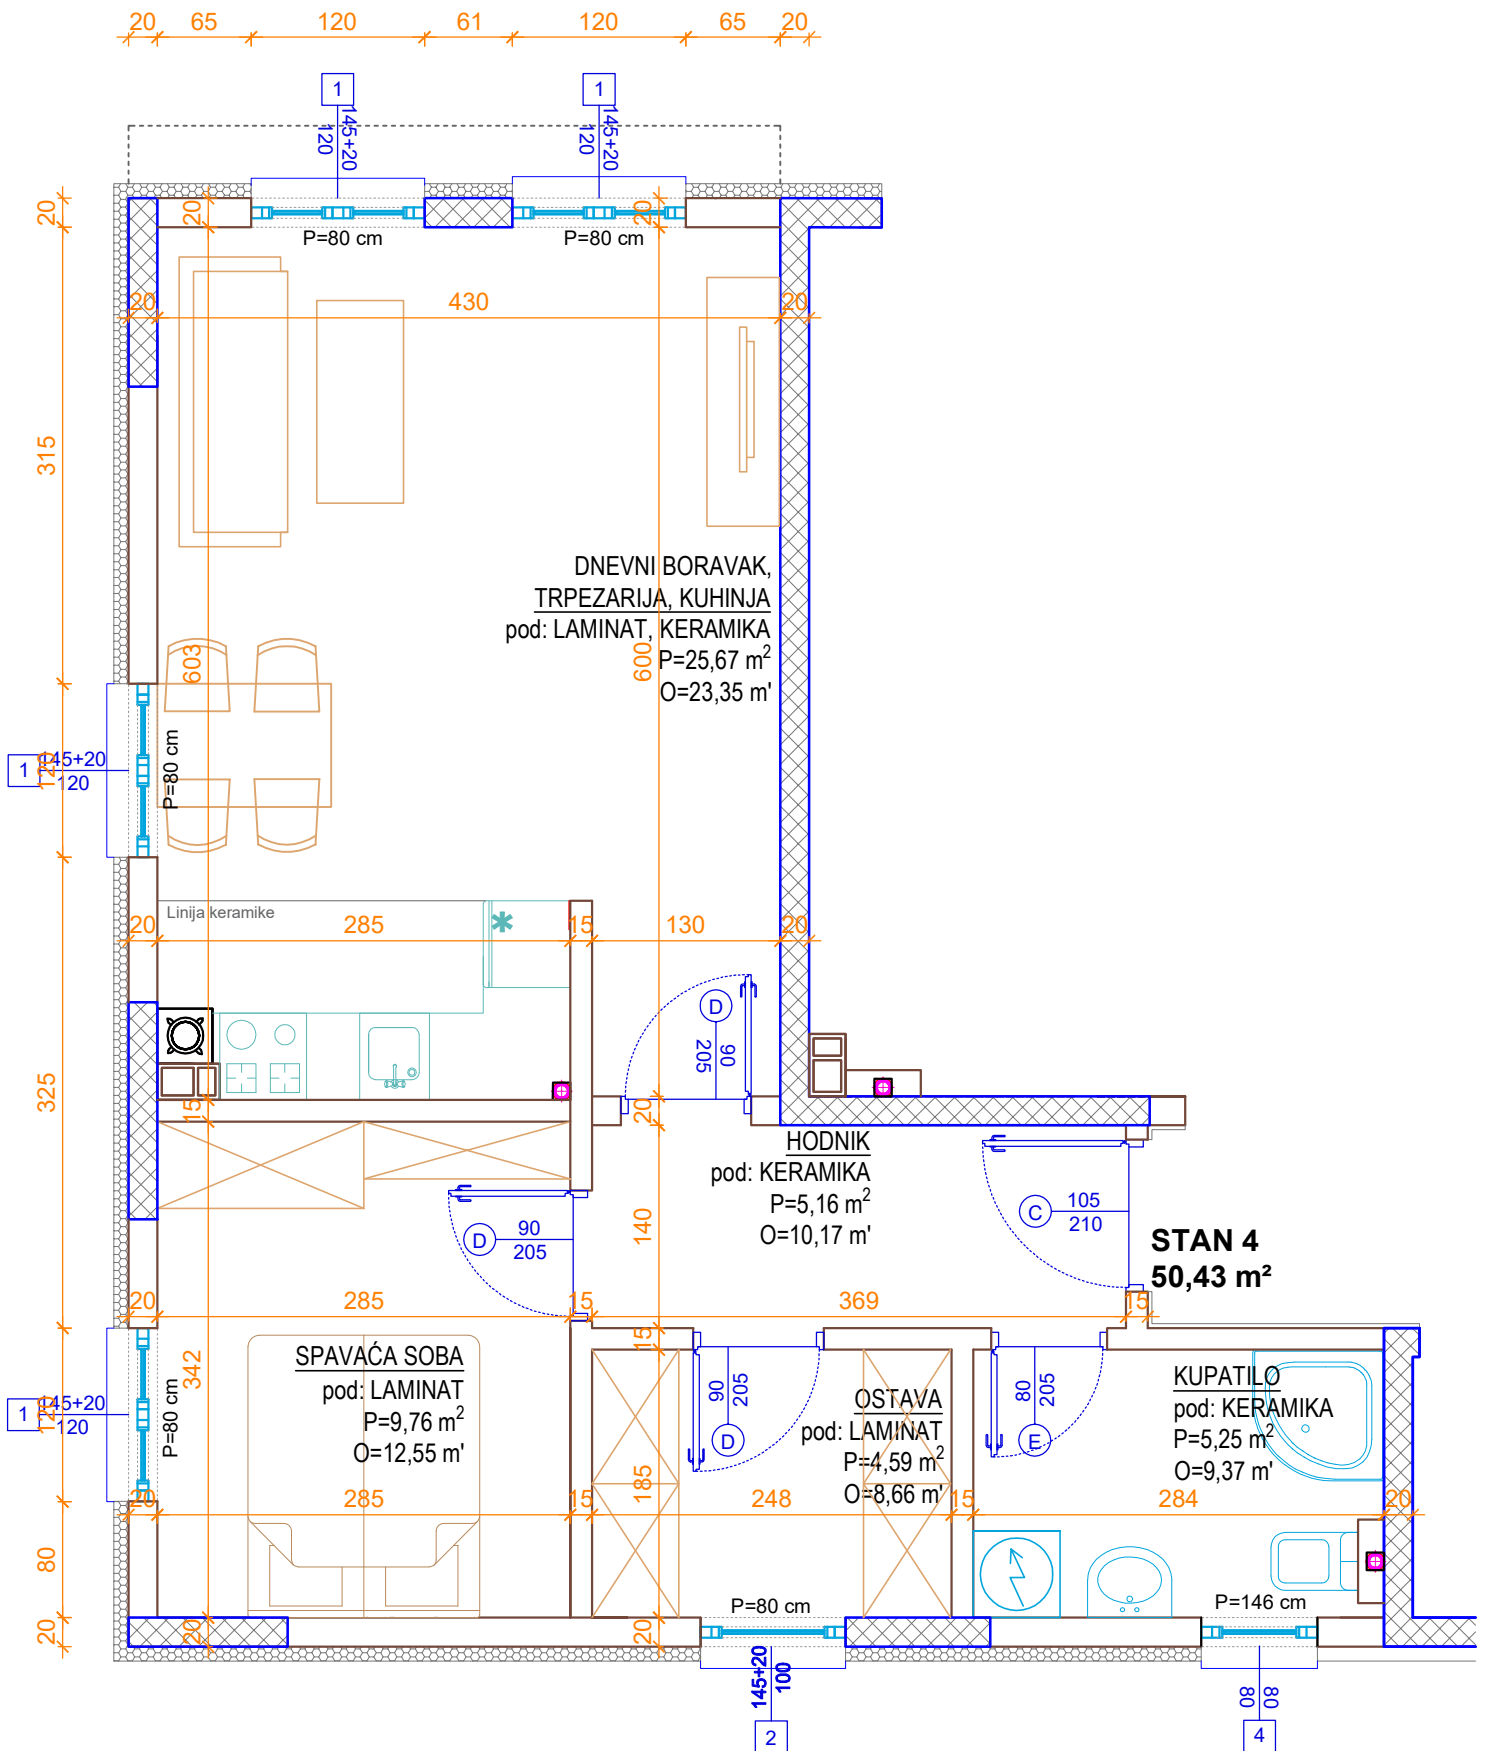 20 65 120 61 120 65 20
1
1
145+20
120
145+20
120
20
20
20
P=80 cm
P=80 cm
20 430 20
315
DNEVNI BORAVAK,
TRPEZARIJA, KUHINJA
pod: LAMINAT, KERAMIKA
P=25,67 m²
O=23,35 m'
603
600
1
145+20
120
120
P=80 cm
Linija keramike
20 285 15 130 20
D
90
205
325
15
20
HODNIK
pod: KERAMIKA
P=5,16 m²
O=10,17 m'
140
D
90
205
C
105
210
STAN 4
50,43 m²
20 285 15 369 15
15
342
SPAVAĆA SOBA
pod: LAMINAT
P=9,76 m²
O=12,55 m'
1
145+20
120
120
P=80 cm
90
205
D
OSTAVA
pod: LAMINAT
P=4,59 m²
O=8,66 m'
80
205
E
KUPATILO
pod: KERAMIKA
P=5,25 m²
O=9,37 m'
185
20 285 15 248 15 284 20
80
20
20
20
P=80 cm
P=146 cm
145+20
100
2
80
80
4